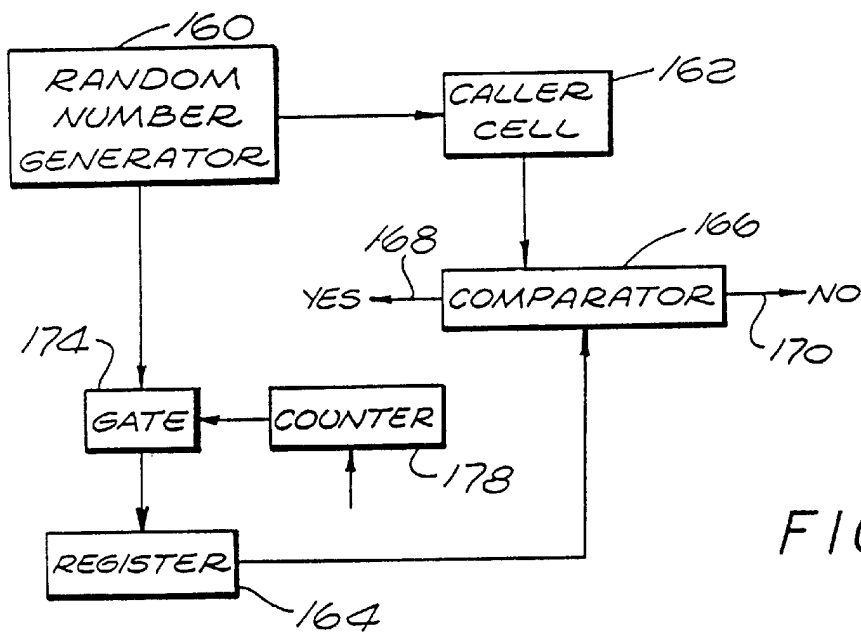 160
RANDOM
NUMBER
GENERATOR
162
CALLER
CELL
166
168
YES
COMPARATOR
NO
170
174
GATE
COUNTER
178
REGISTER
164
FIG